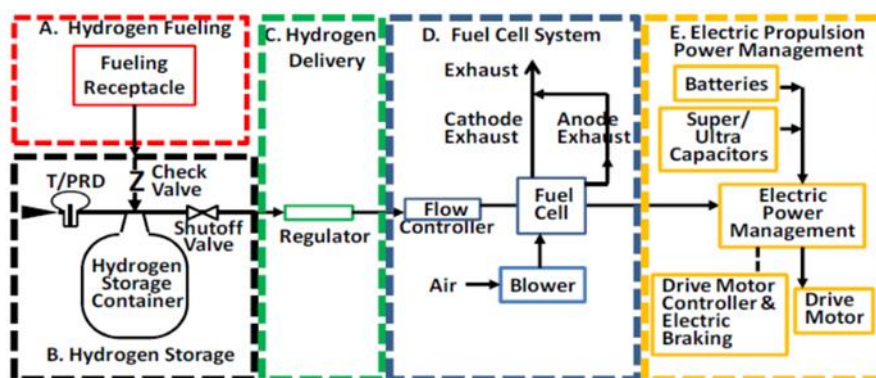 A. Hydrogen Fueling
Fueling
Receptacle
T/PRD
Z
Check
Valve
Shutoff
Valve
Hydrogen
Storage
Container
B. Hydrogen Storage
C. Hydrogen
Delivery
Regulator
D. Fuel Cell System
Exhaust
Cathode
Exhaust
Anode
Exhaust
Flow
Controller
Fuel
Cell
Air
Blower
E. Electric Propulsion
Power Management
Batteries
Super/
Ultra
Capacitors
Electric
Power
Management
Drive Motor
Controller &
Electric
Braking
Drive
Motor